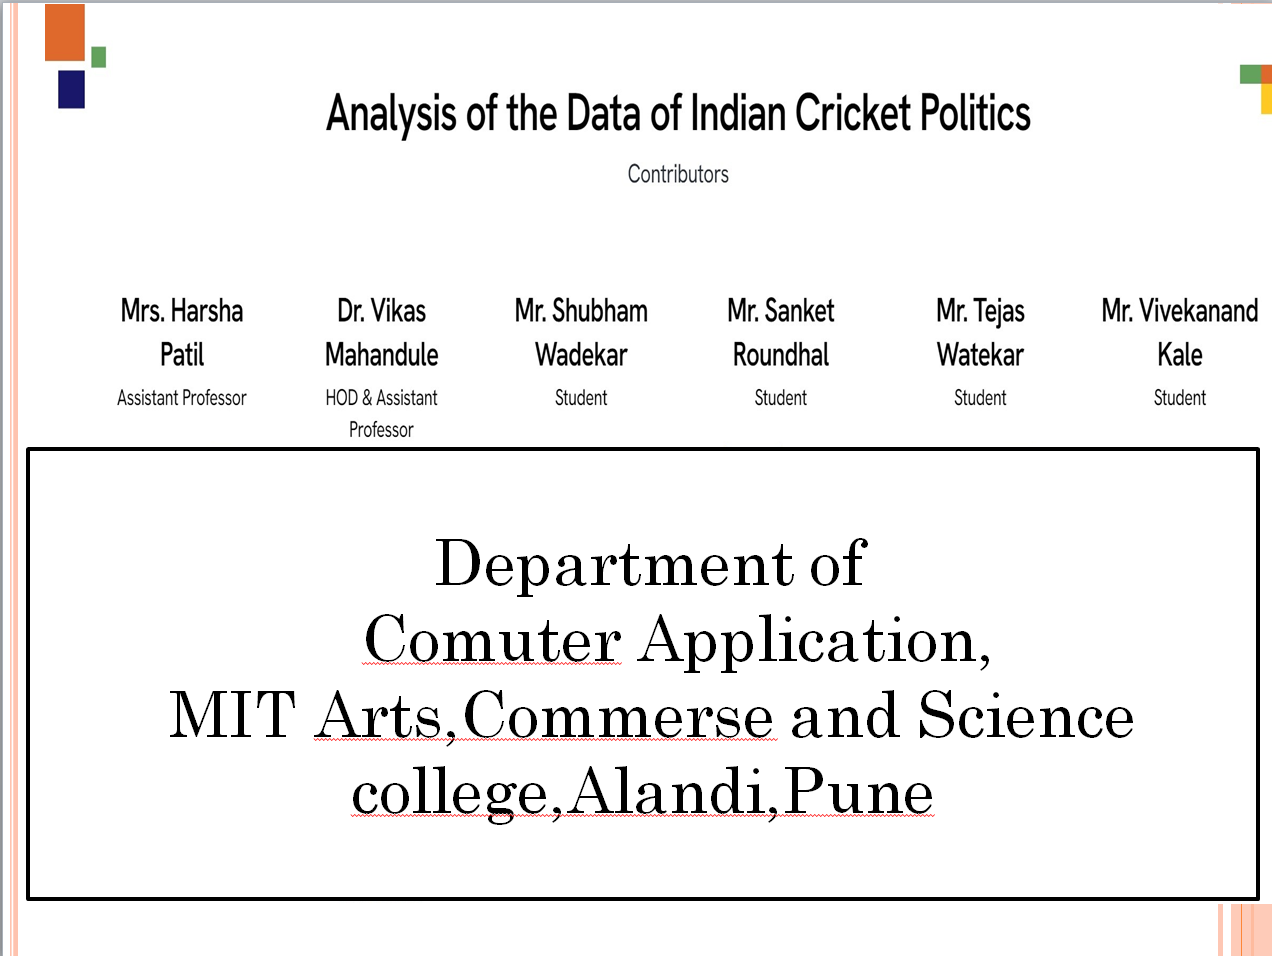 Analysis of the Data of Indian Cricket Politics
Contributors
Mrs. Harsha Patil
Assistant Professor
Dr. Vikas Mahandule
HOD & Assistant Professor
Mr. Shubham Wadekar
Student
Mr. Sanket Roundhal
Student
Mr. Tejas Watekar
Student
Mr. Vivekanand Kale
Student
Department of
Comuter Application,
MIT Arts,Commerse and Science
college,Alandi,Pune